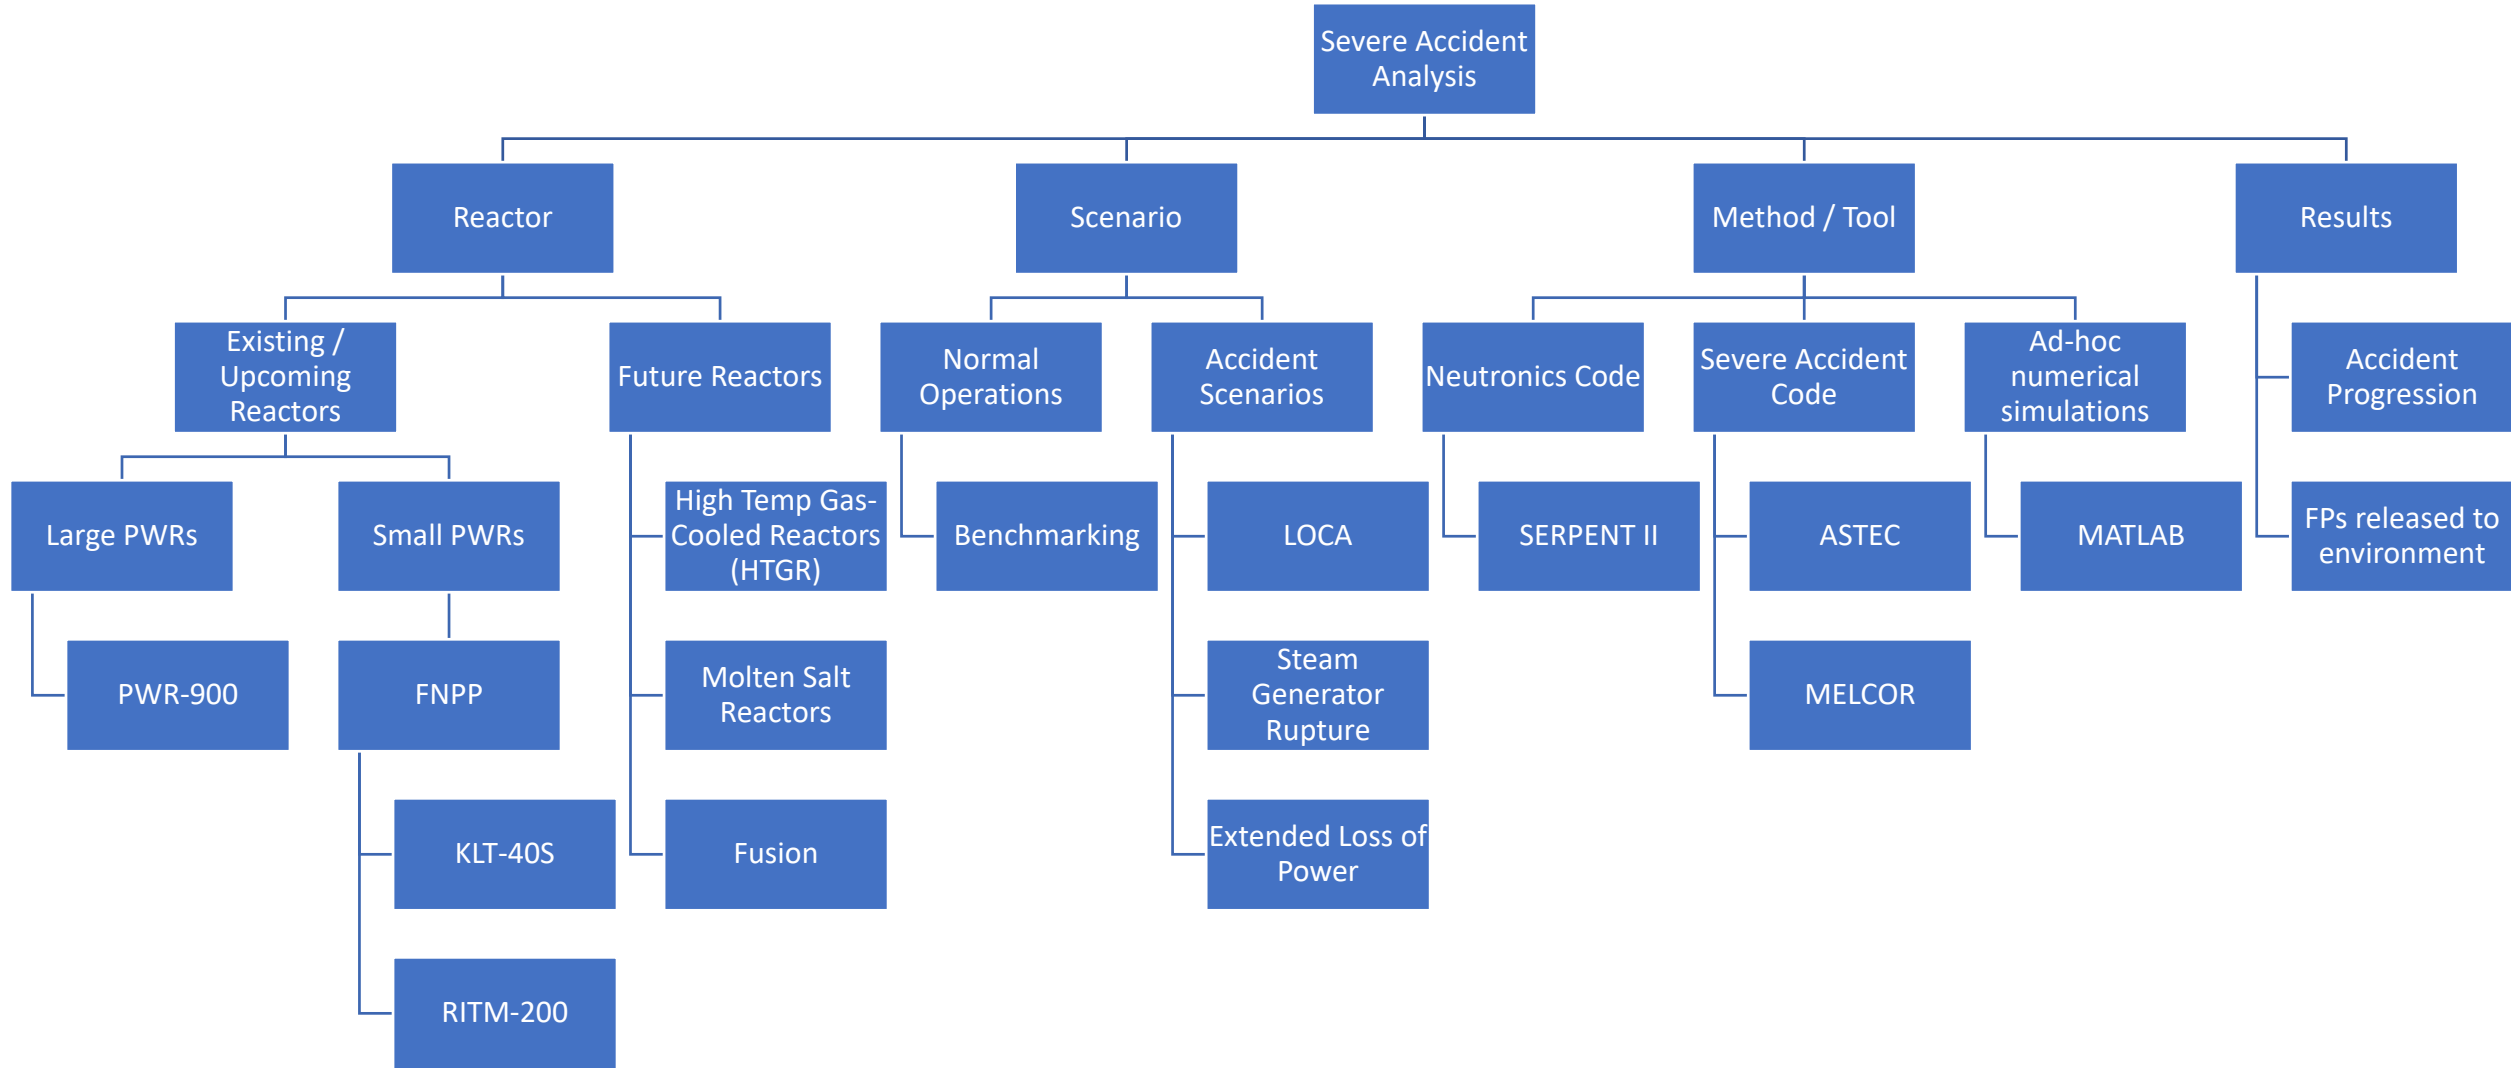 Severe Accident
Analysis
Reactor
Scenario
Method / Tool
Results
Existing /
Upcoming
Reactors
Future Reactors
Normal
Operations
Accident
Scenarios
Neutronics Code
Severe Accident
Code
Ad-hoc
numerical
simulations
Accident
Progression
Large PWRs
Small PWRs
High Temp Gas-
Cooled Reactors
(HTGR)
Benchmarking
LOCA
SERPENT II
ASTEC
MATLAB
FPs released to
environment
PWR-900
FNPP
Molten Salt
Reactors
Steam
Generator
Rupture
MELCOR
KLT-40S
Fusion
Extended Loss of
Power
RITM-200